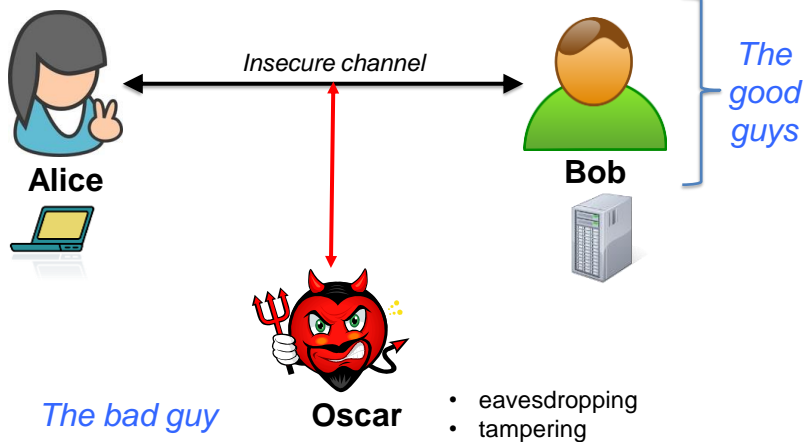 Insecure channel
The
good
guys
Alice
Bob
The bad guy
Oscar
• eavesdropping
• tampering